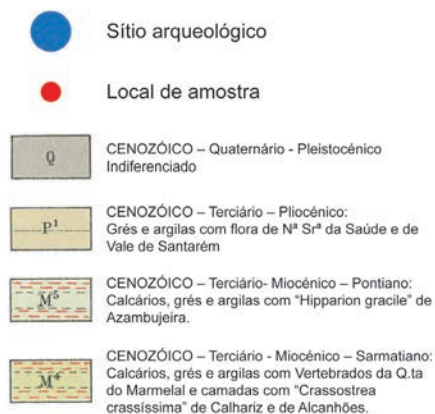 Sítio arqueológico
Local de amostra
Q
CENOZÓICO – Quaternário - Pleistocénico
Indiferenciado
P¹
CENOZÓICO – Terciário – Pliocénico:
Grés e argilas com flora de Nª Srª da Saúde e de
Vale de Santarém
M⁵
CENOZÓICO – Terciário- Miocénico – Pontiano:
Calcários, grés e argilas com “Hipparion gracile” de
Azambujeira.
M⁴
CENOZÓICO – Terciário - Miocénico – Sarmatiano:
Calcários, grés e argilas com Vertebrados da Q.ta
do Marmelal e camadas com “Crassostrea
crassíssima” de Calhariz e de Alcanhões.